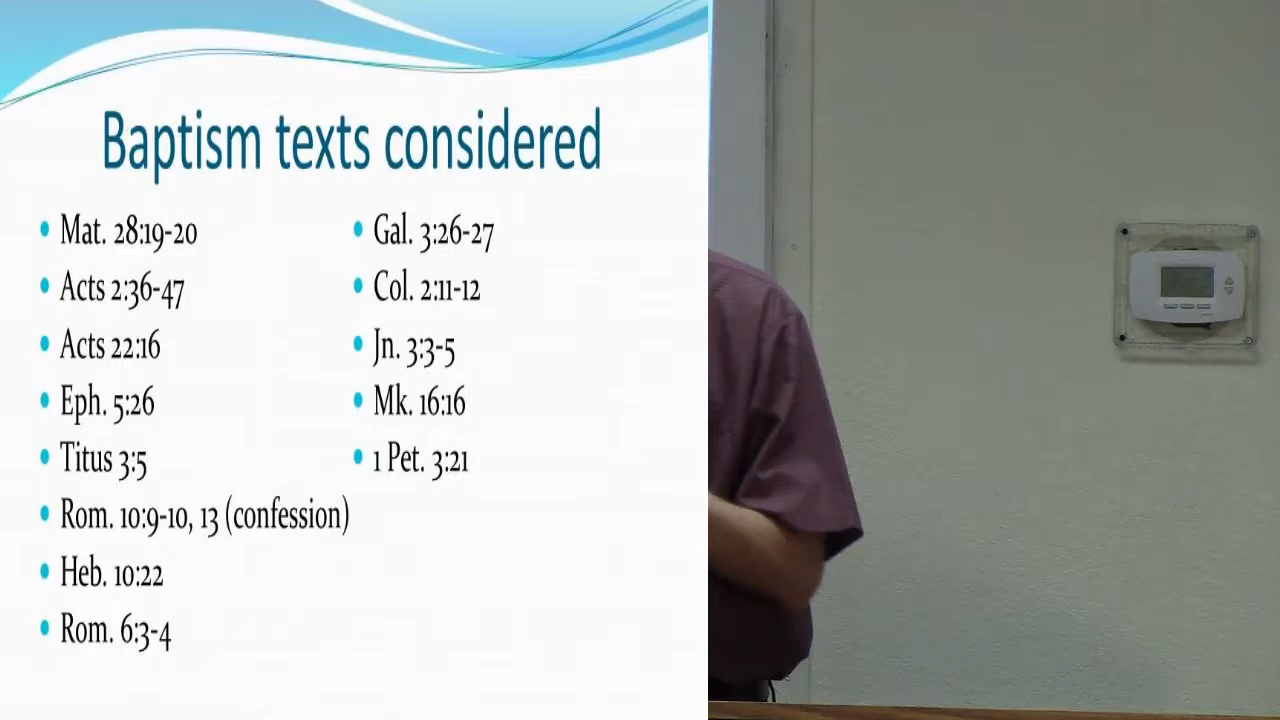 Baptism texts considered
Mat. 28:19-20
Acts 2:36-47
Acts 22:16
Eph. 5:26
Titus 3:5
Rom. 10:9-10, 13 (confession)
Heb. 10:22
Rom. 6:3-4
Gal. 3:26-27
Col. 2:11-12
Jn. 3:3-5
Mk. 16:16
1 Pet. 3:21